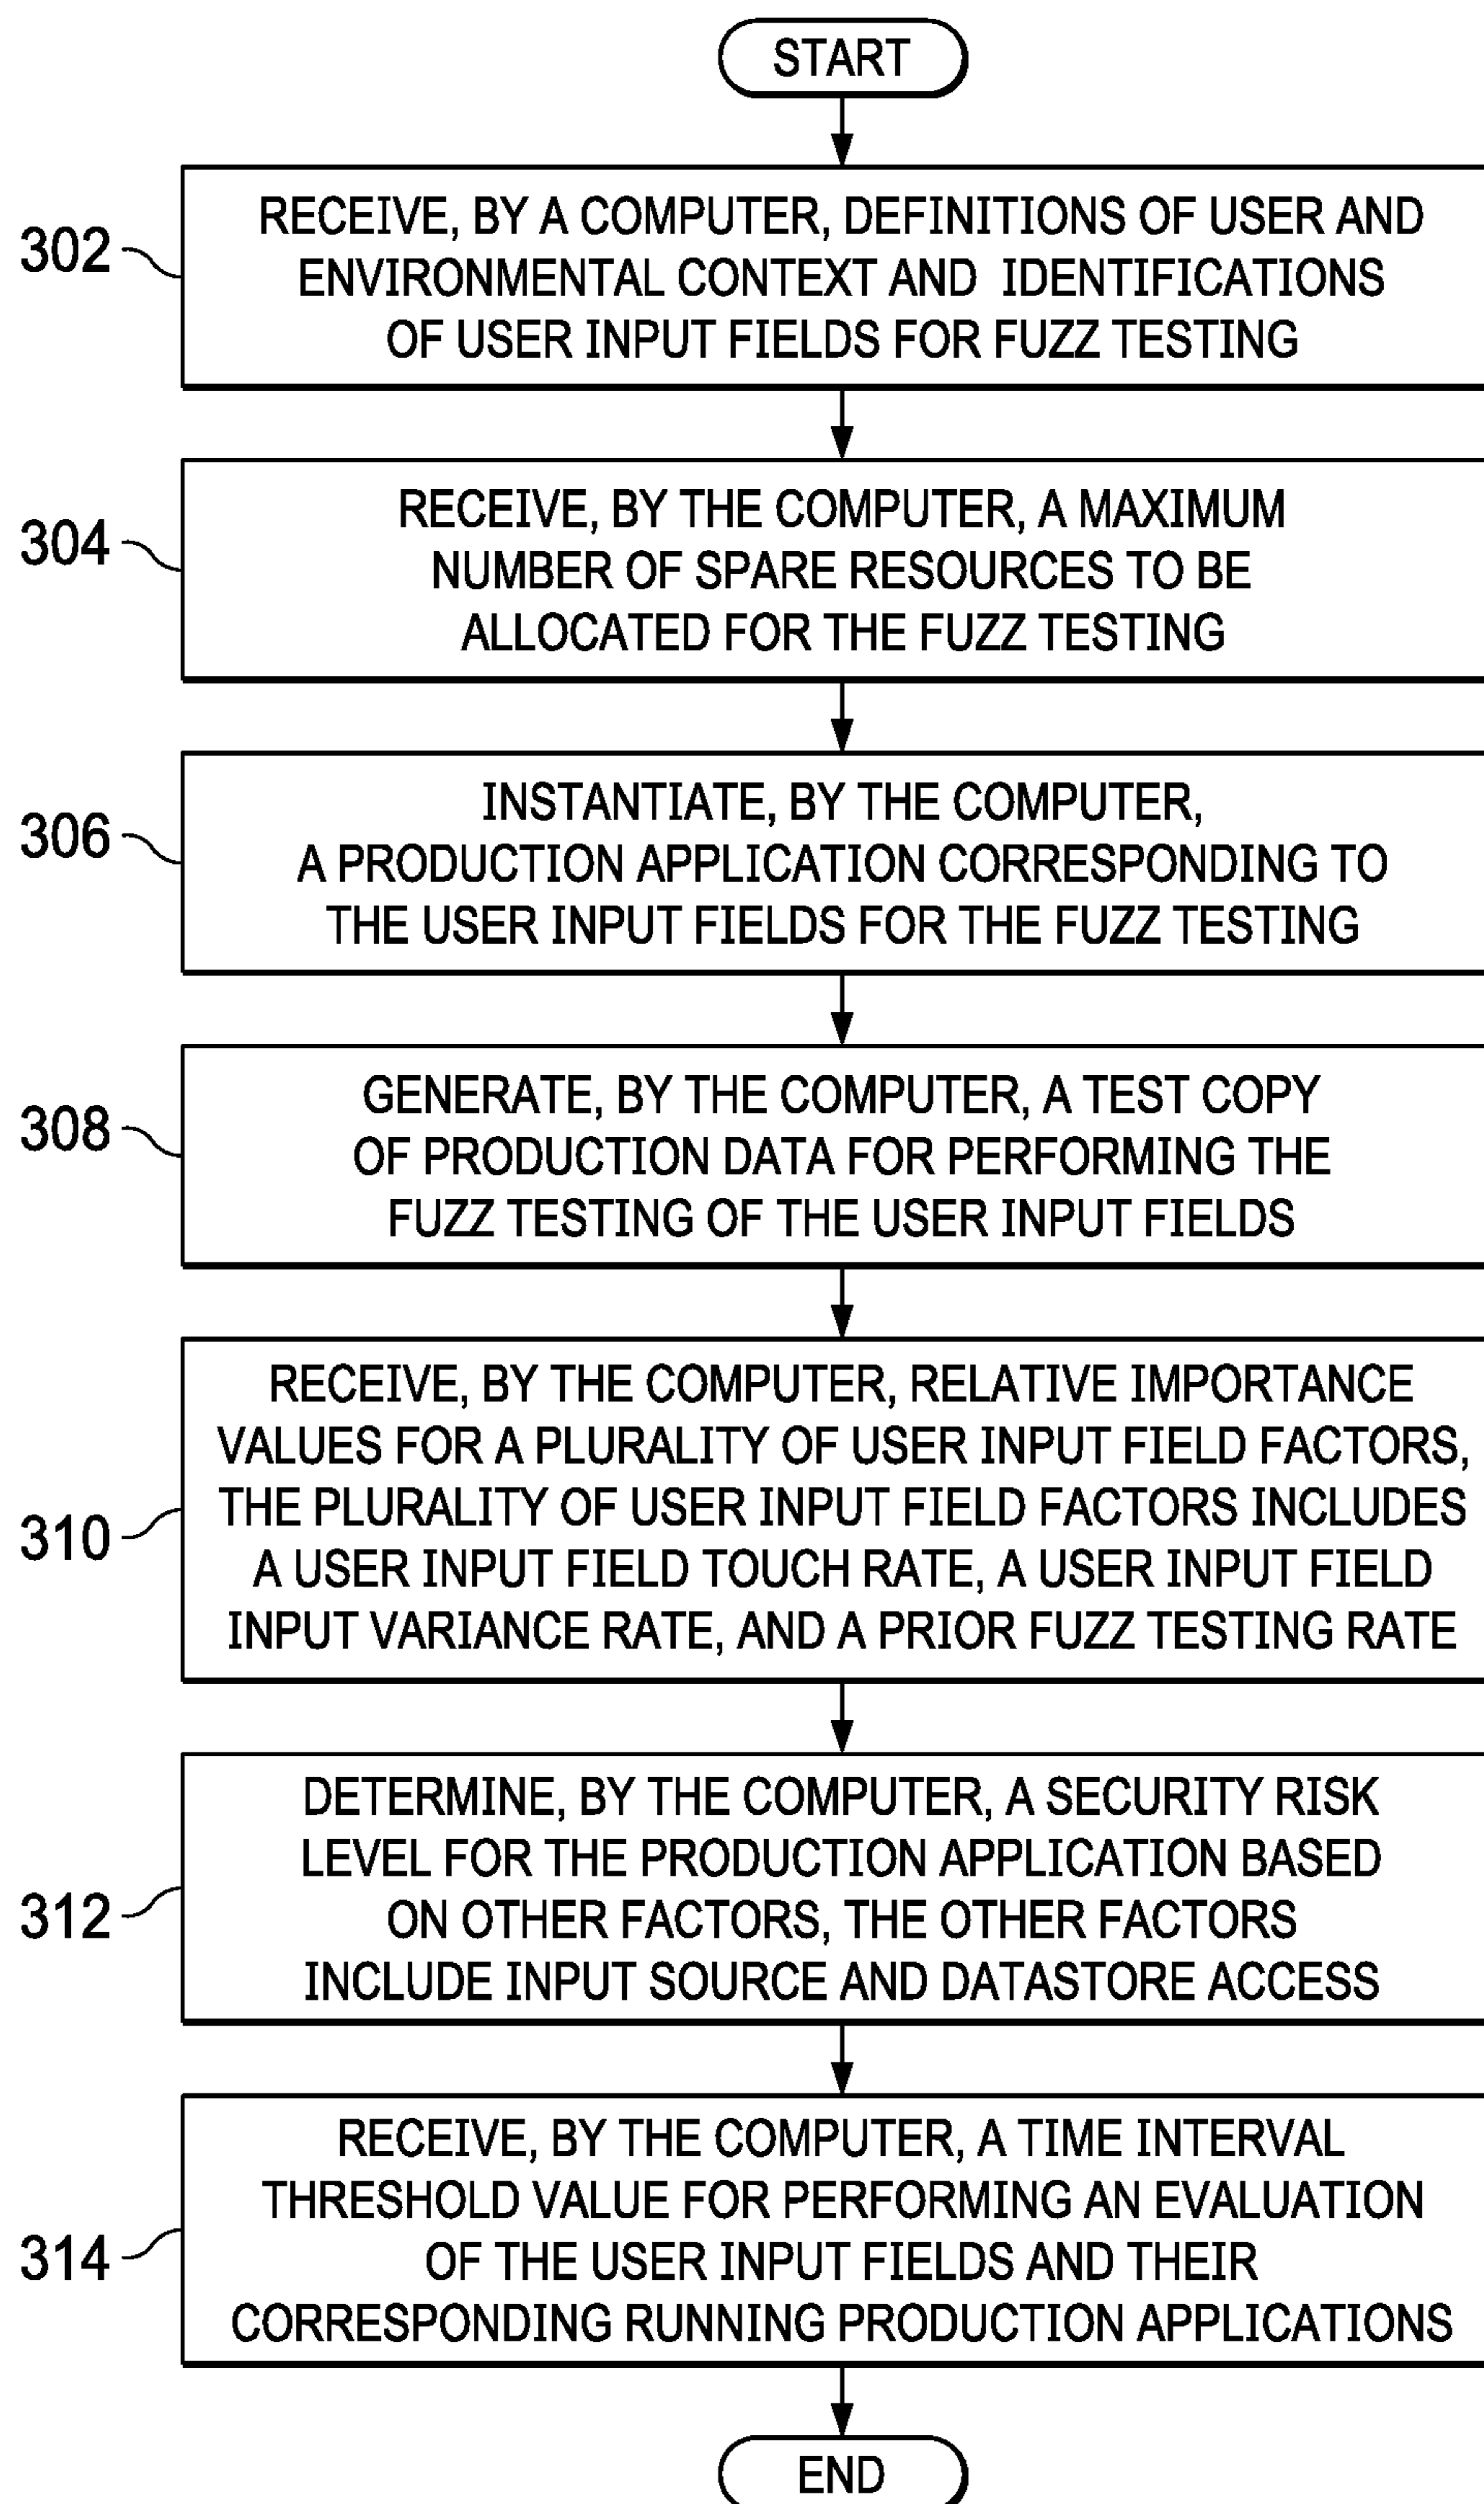 START
302
RECEIVE, BY A COMPUTER, DEFINITIONS OF USER AND
ENVIRONMENTAL CONTEXT AND IDENTIFICATIONS
OF USER INPUT FIELDS FOR FUZZ TESTING
304
RECEIVE, BY THE COMPUTER, A MAXIMUM
NUMBER OF SPARE RESOURCES TO BE
ALLOCATED FOR THE FUZZ TESTING
306
INSTANTIATE, BY THE COMPUTER,
A PRODUCTION APPLICATION CORRESPONDING TO
THE USER INPUT FIELDS FOR THE FUZZ TESTING
308
GENERATE, BY THE COMPUTER, A TEST COPY
OF PRODUCTION DATA FOR PERFORMING THE
FUZZ TESTING OF THE USER INPUT FIELDS
310
RECEIVE, BY THE COMPUTER, RELATIVE IMPORTANCE
VALUES FOR A PLURALITY OF USER INPUT FIELD FACTORS,
THE PLURALITY OF USER INPUT FIELD FACTORS INCLUDES
A USER INPUT FIELD TOUCH RATE, A USER INPUT FIELD
INPUT VARIANCE RATE, AND A PRIOR FUZZ TESTING RATE
312
DETERMINE, BY THE COMPUTER, A SECURITY RISK
LEVEL FOR THE PRODUCTION APPLICATION BASED
ON OTHER FACTORS, THE OTHER FACTORS
INCLUDE INPUT SOURCE AND DATASTORE ACCESS
314
RECEIVE, BY THE COMPUTER, A TIME INTERVAL
THRESHOLD VALUE FOR PERFORMING AN EVALUATION
OF THE USER INPUT FIELDS AND THEIR
CORRESPONDING RUNNING PRODUCTION APPLICATIONS
END